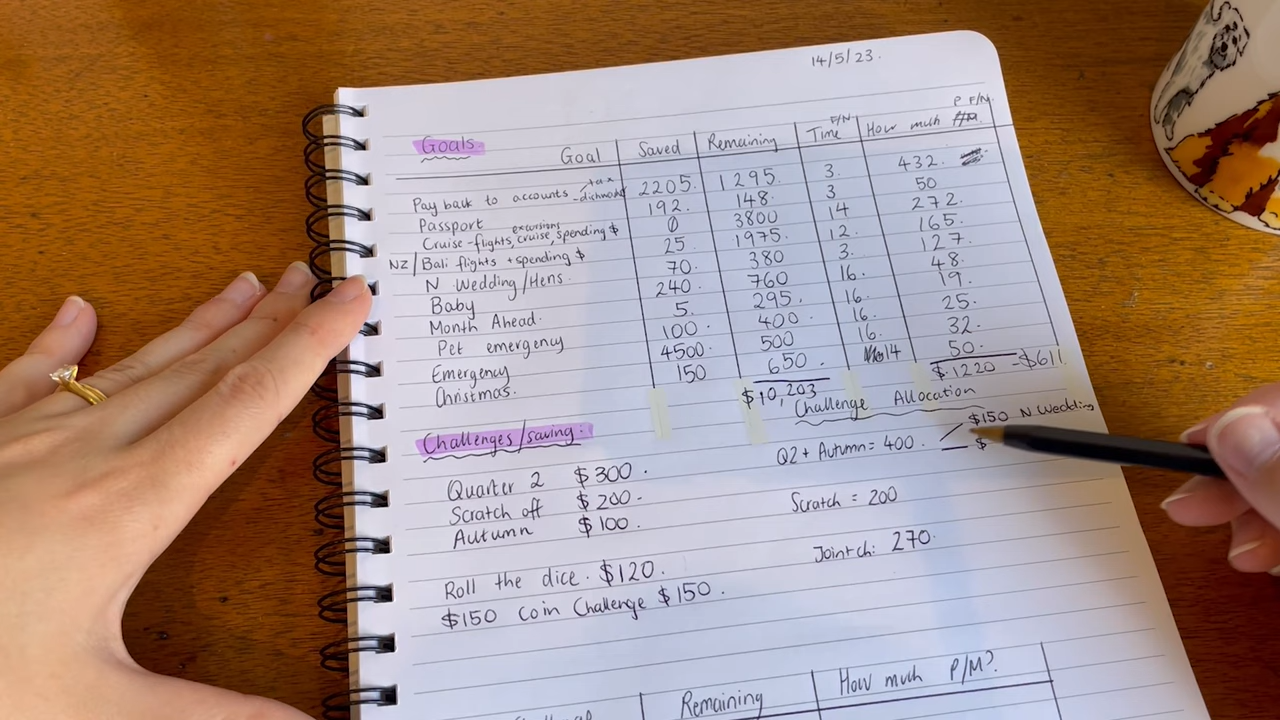 14/5/23.
Goals
Goal Saved Remaining Time F/N How much P F/N.
Pay back to accounts 2205. 1295. 3. 432.
Passport 192. 148. 3 50
Cruise - flights, cruise, excursions, spending $ 0 3800 14 272.
NZ/Bali flights + spending $ 25 1975. 12. 165.
N Wedding/Hens. 70. 380 3. 127.
Baby 240. 760 16. 48.
Month Ahead. 5. 295. 16. 19.
Pet emergency 100. 400 16. 25.
Emergency 4500. 500 16. 32.
Christmas. 150 650. 14 50.
$10,203 $1220 - $611.
Challenges/saving. Challenge Allocation
Quarter 2 $300. Q2 + Autumn = 400. $150 N Wedding
$
Scratch off $200. Scratch = 200
Autumn $100.
Roll the dice. $120. Joint ch: 270.
$150 Coin Challenge $150.
Remaining How much P/M?